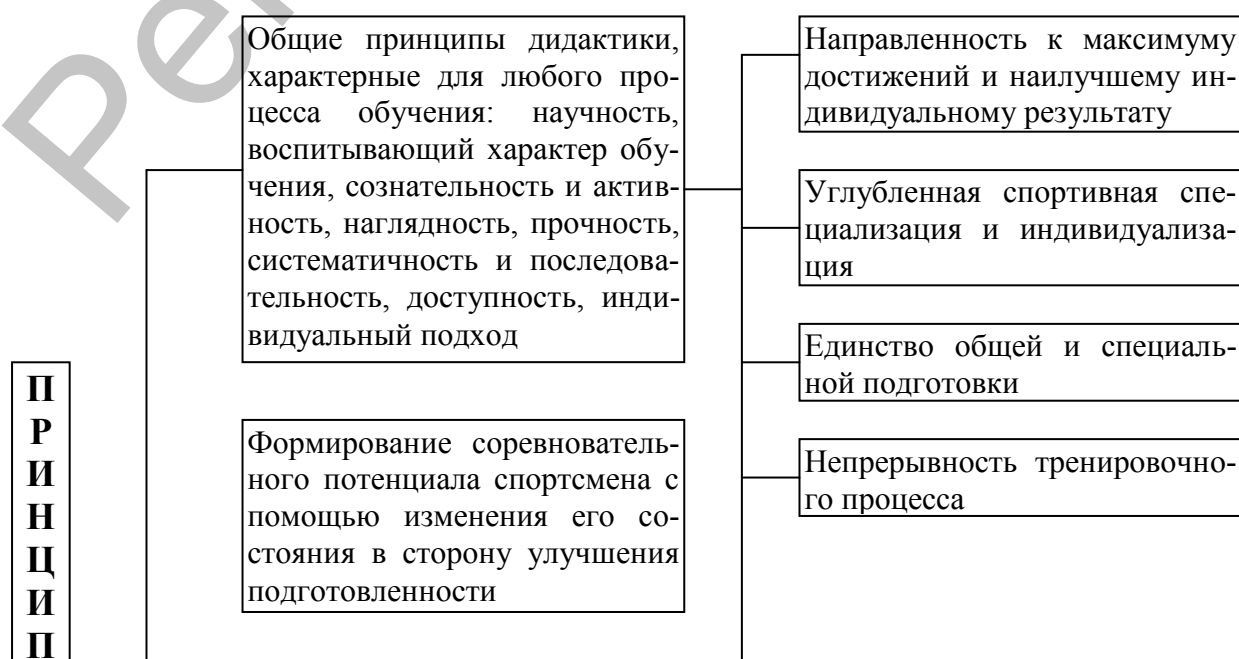 Общие принципы дидактики,
характерные для любого про-
цесса обучения: научность,
воспитывающий характер обу-
чения, сознательность и актив-
ность, наглядность, прочность,
систематичность и последова-
тельность, доступность, инди-
видуальный подход
Формирование соревнователь-
ного потенциала спортсмена с
помощью изменения его со-
стояния в сторону улучшения
подготовленности
Направленность к максимуму
достижений и наилучшему ин-
дивидуальному результату
Углубленная спортивная спе-
циализация и индивидуализа-
ция
Единство общей и специаль-
ной подготовки
Непрерывность тренировочно-
го процесса
П
Р
И
Н
Ц
И
П